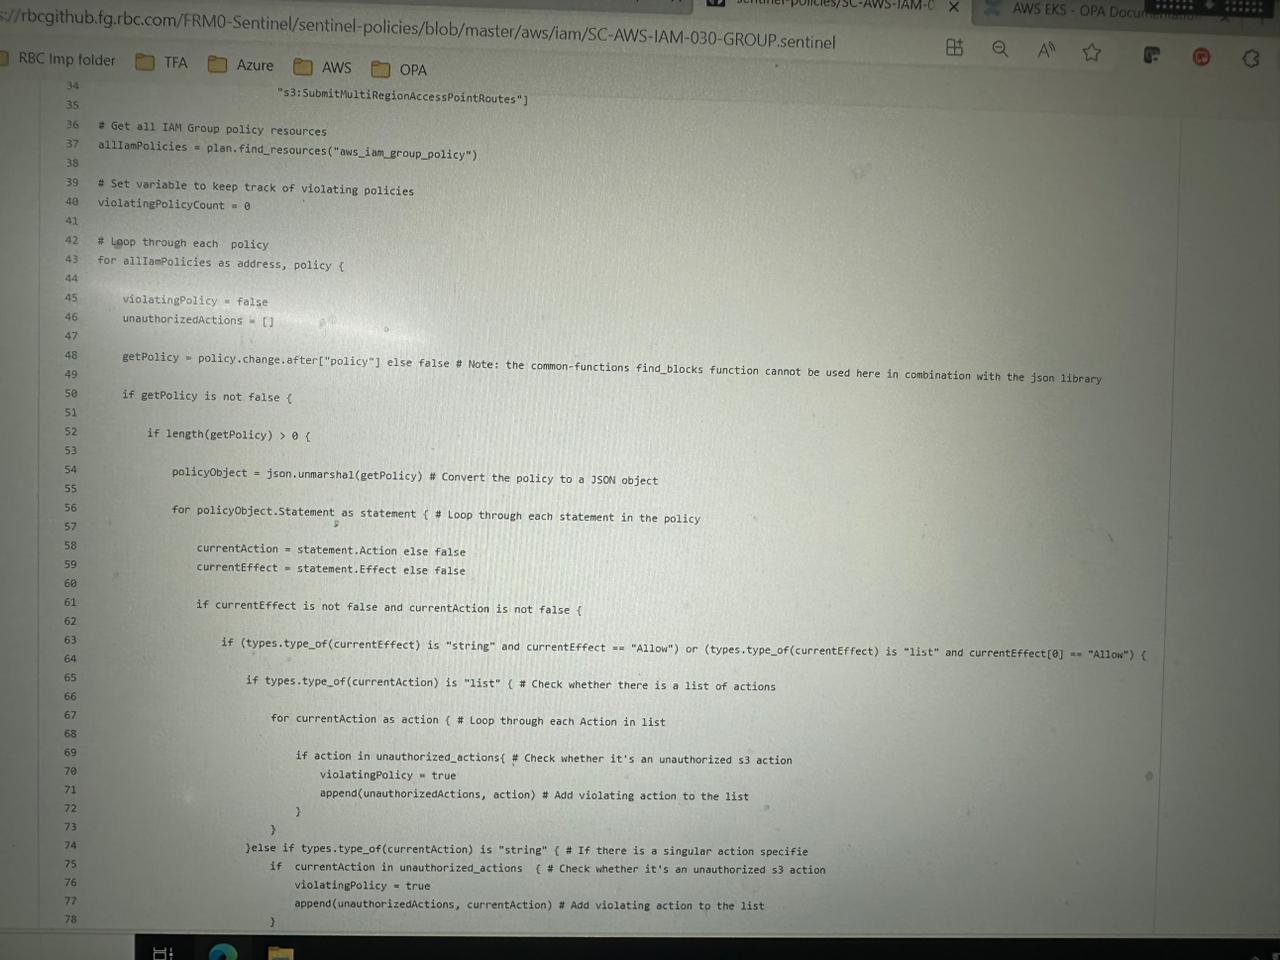 sentinel-policies/SC-AWS-IAM-0
AWS EKS - OPA
s://rbcgithub.fg.rbc.com/FRM0-Sentinel/sentinel-policies/blob/master/aws/iam/SC-AWS-IAM-030-GROUP.sentinel
RBC Imp folder TFA Azure AWS OPA
34 "s3:SubmitMultiRegionAccessPointRoutes"]
35
36 # Get all IAM Group policy resources
37 allIamPolicies = plan.find_resources("aws_iam_group_policy")
38
39 # Set variable to keep track of violating policies
40 violatingPolicyCount = 0
41
42 # Loop through each  policy
43 for allIamPolicies as address, policy {
44
45 violatingPolicy = false
46 unauthorizedActions = []
47
48 getPolicy = policy.change.after["policy"] else false # Note: the common-functions find_blocks function cannot be used here in combination with the json library
49
50 if getPolicy is not false {
51
52 if length(getPolicy) > 0 {
53
54 policyObject = json.unmarshal(getPolicy) # Convert the policy to a JSON object
55
56 for policyObject.Statement as statement { # Loop through each statement in the policy
57
58 currentAction = statement.Action else false
59 currentEffect = statement.Effect else false
60
61 if currentEffect is not false and currentAction is not false {
62
63 if (types.type_of(currentEffect) is "string" and currentEffect == "Allow") or (types.type_of(currentEffect) is "list" and currentEffect[0] == "Allow") {
64
65 if types.type_of(currentAction) is "list" { # Check whether there is a list of actions
66
67 for currentAction as action { # Loop through each Action in list
68
69 if action in unauthorized_actions{ # Check whether it's an unauthorized s3 action
70 violatingPolicy = true
71 append(unauthorizedActions, action) # Add violating action to the list
72 }
73 }
74 }else if types.type_of(currentAction) is "string" { # If there is a singular action specifie
75 if  currentAction in unauthorized_actions  { # Check whether it's an unauthorized s3 action
76 violatingPolicy = true
77 append(unauthorizedActions, currentAction) # Add violating action to the list
78 }